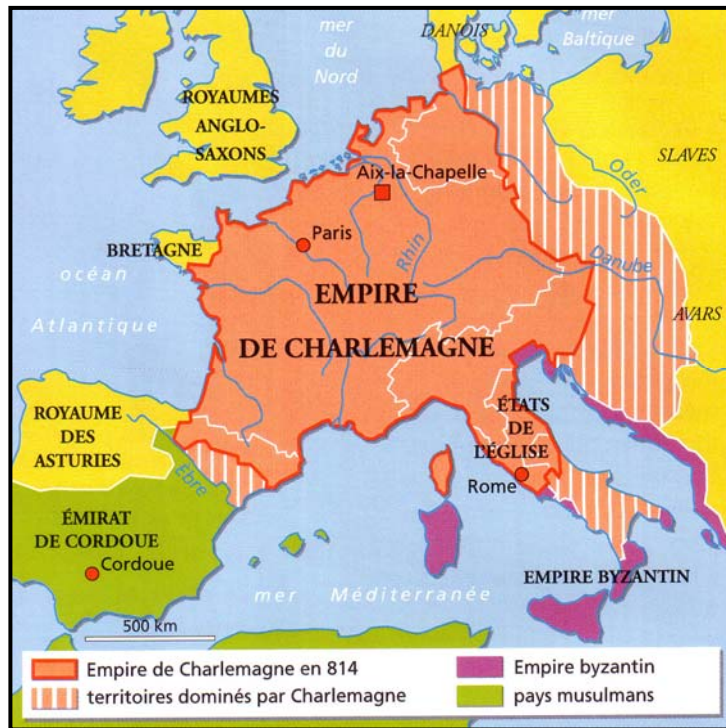 mer
du
Nord
DANOIS
mer
Baltique
ROYAUMES
ANGLO-
SAXONS
SLAVES
Oder
Aix-la-Chapelle
Paris
Rhin
BRETAGNE
Danube
océan
Atlantique
EMPIRE
DE CHARLEMAGNE
AVARS
ROYAUME
DES
ASTURIES
ÉTATS
DE
L'ÉGLISE
Èbre
Rome
ÉMIRAT
DE CORDOUE
Cordoue
EMPIRE BYZANTIN
mer Méditerranée
500 km
Empire de Charlemagne en 814
territoires dominés par Charlemagne
Empire byzantin
pays musulmans